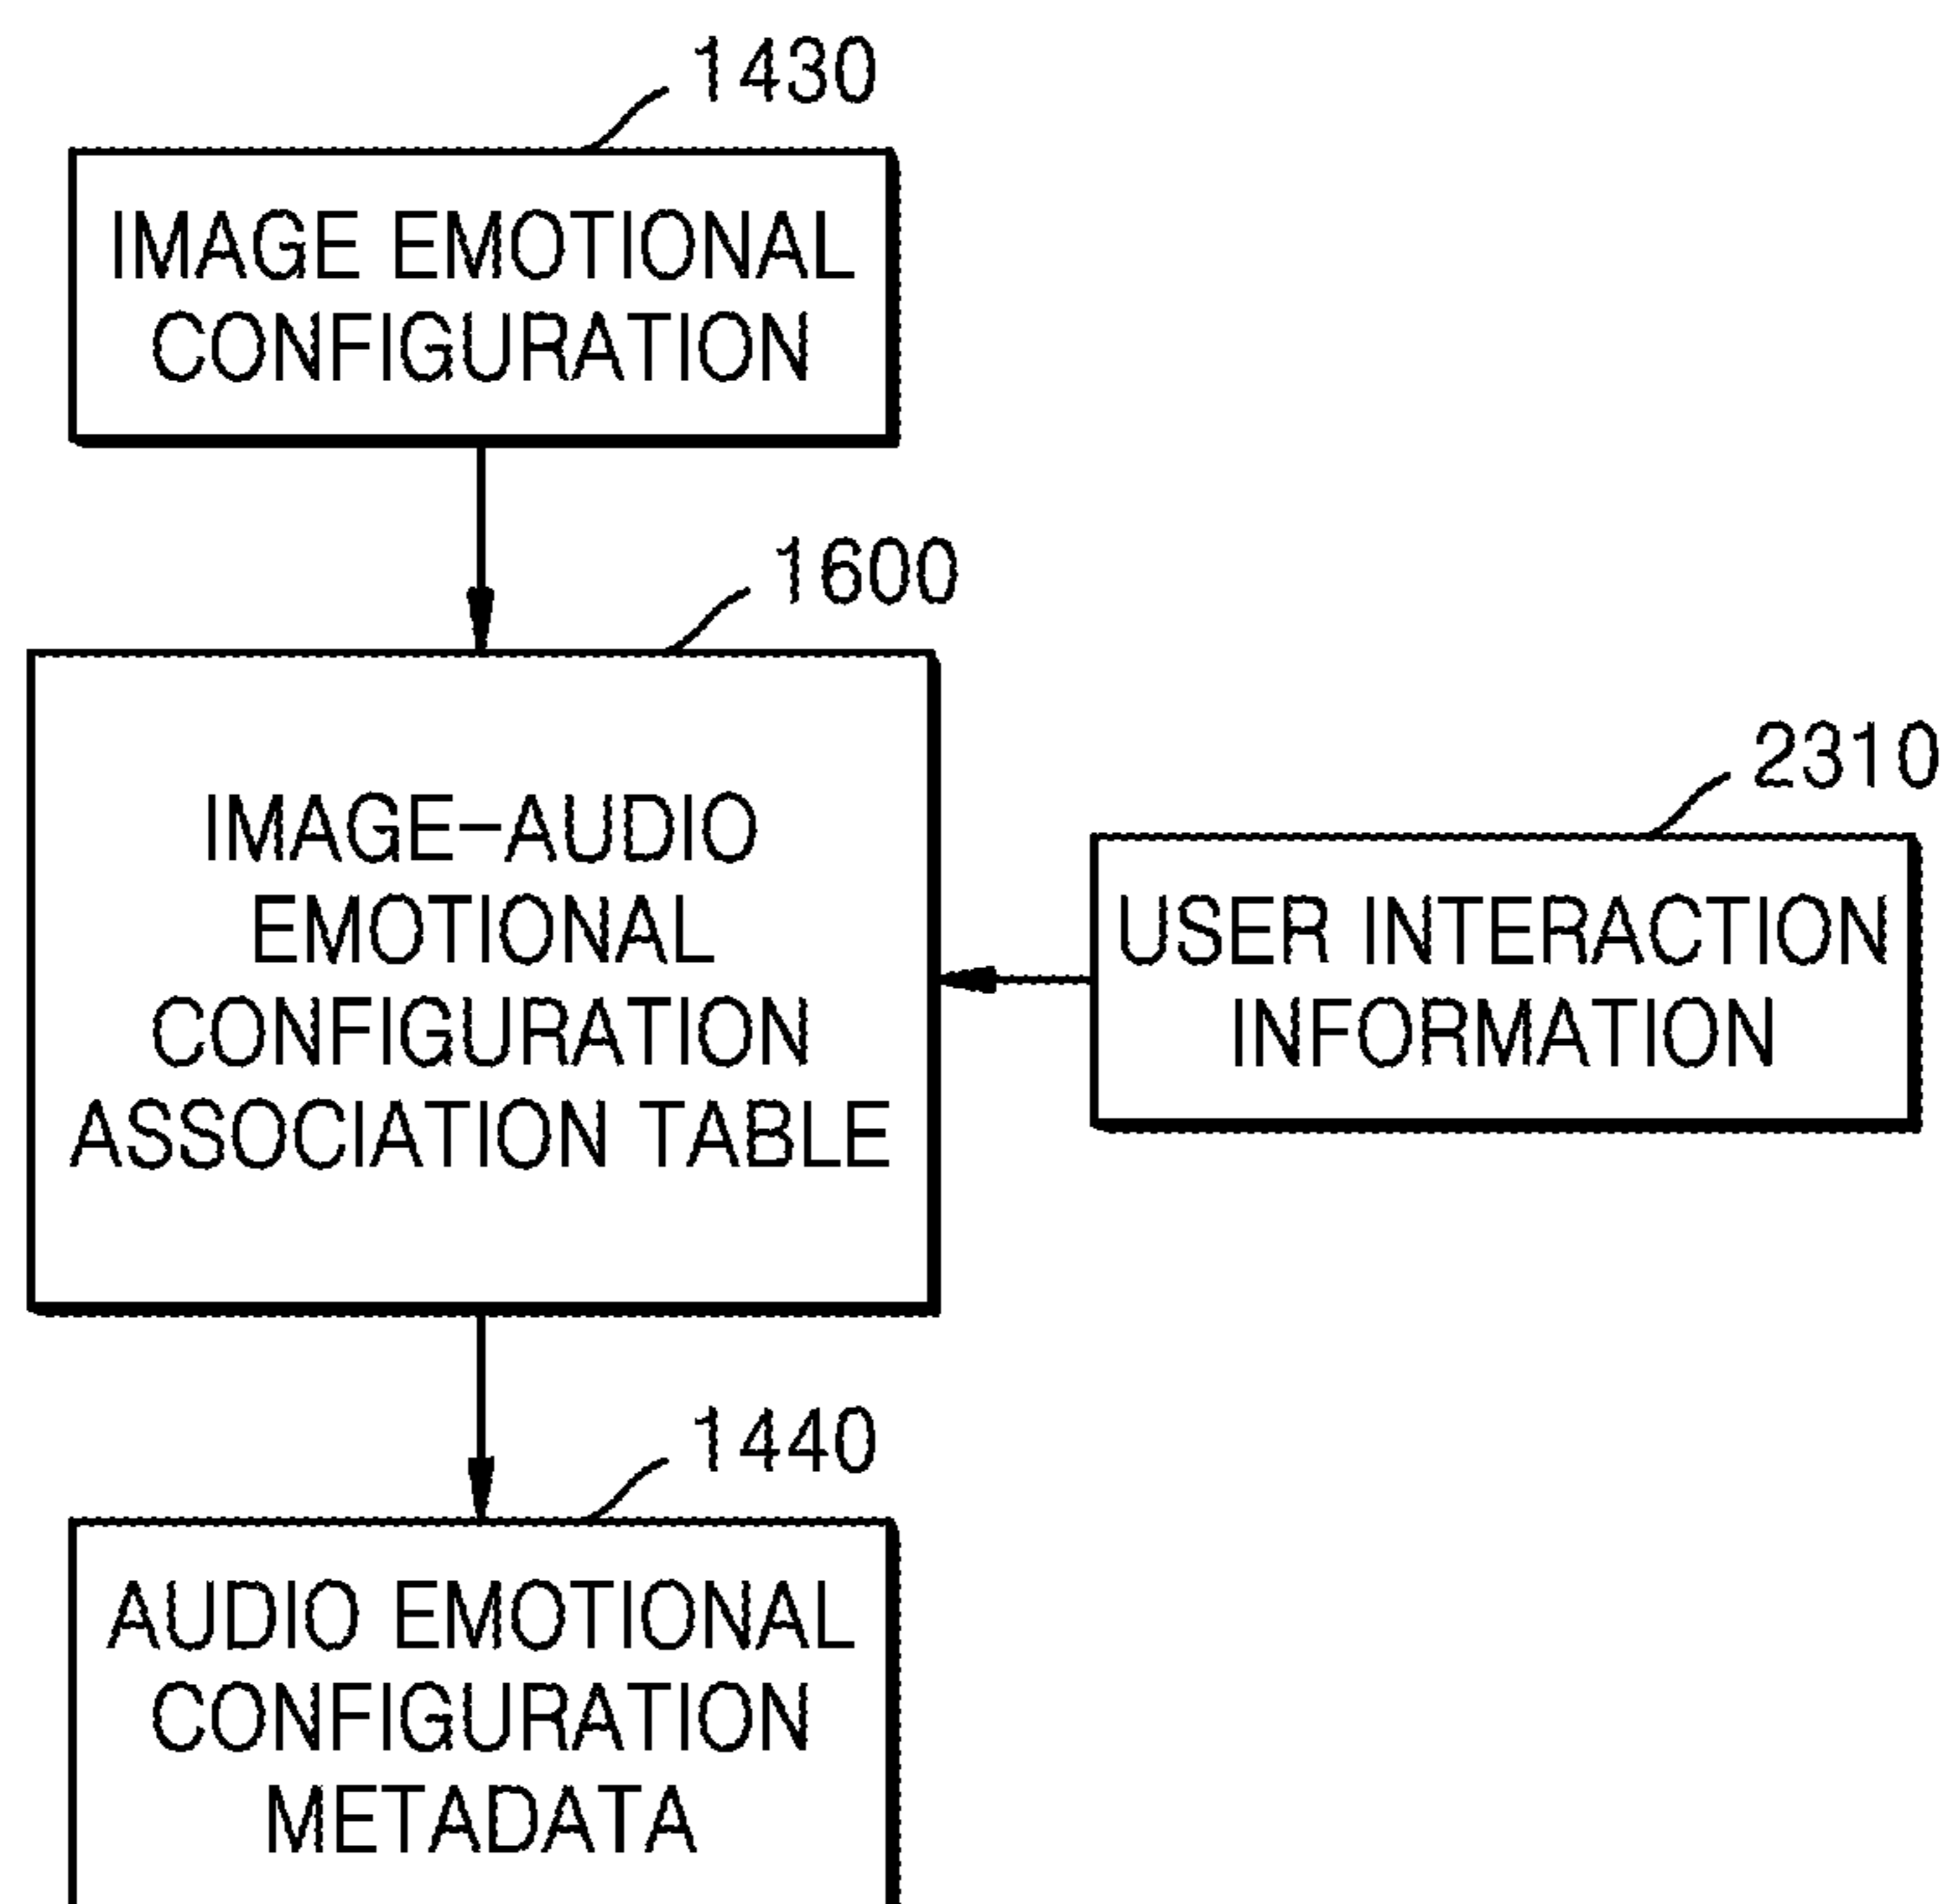 1430
IMAGE EMOTIONAL
CONFIGURATION
1600
IMAGE-AUDIO
EMOTIONAL
CONFIGURATION
ASSOCIATION TABLE
2310
USER INTERACTION
INFORMATION
1440
AUDIO EMOTIONAL
CONFIGURATION
METADATA